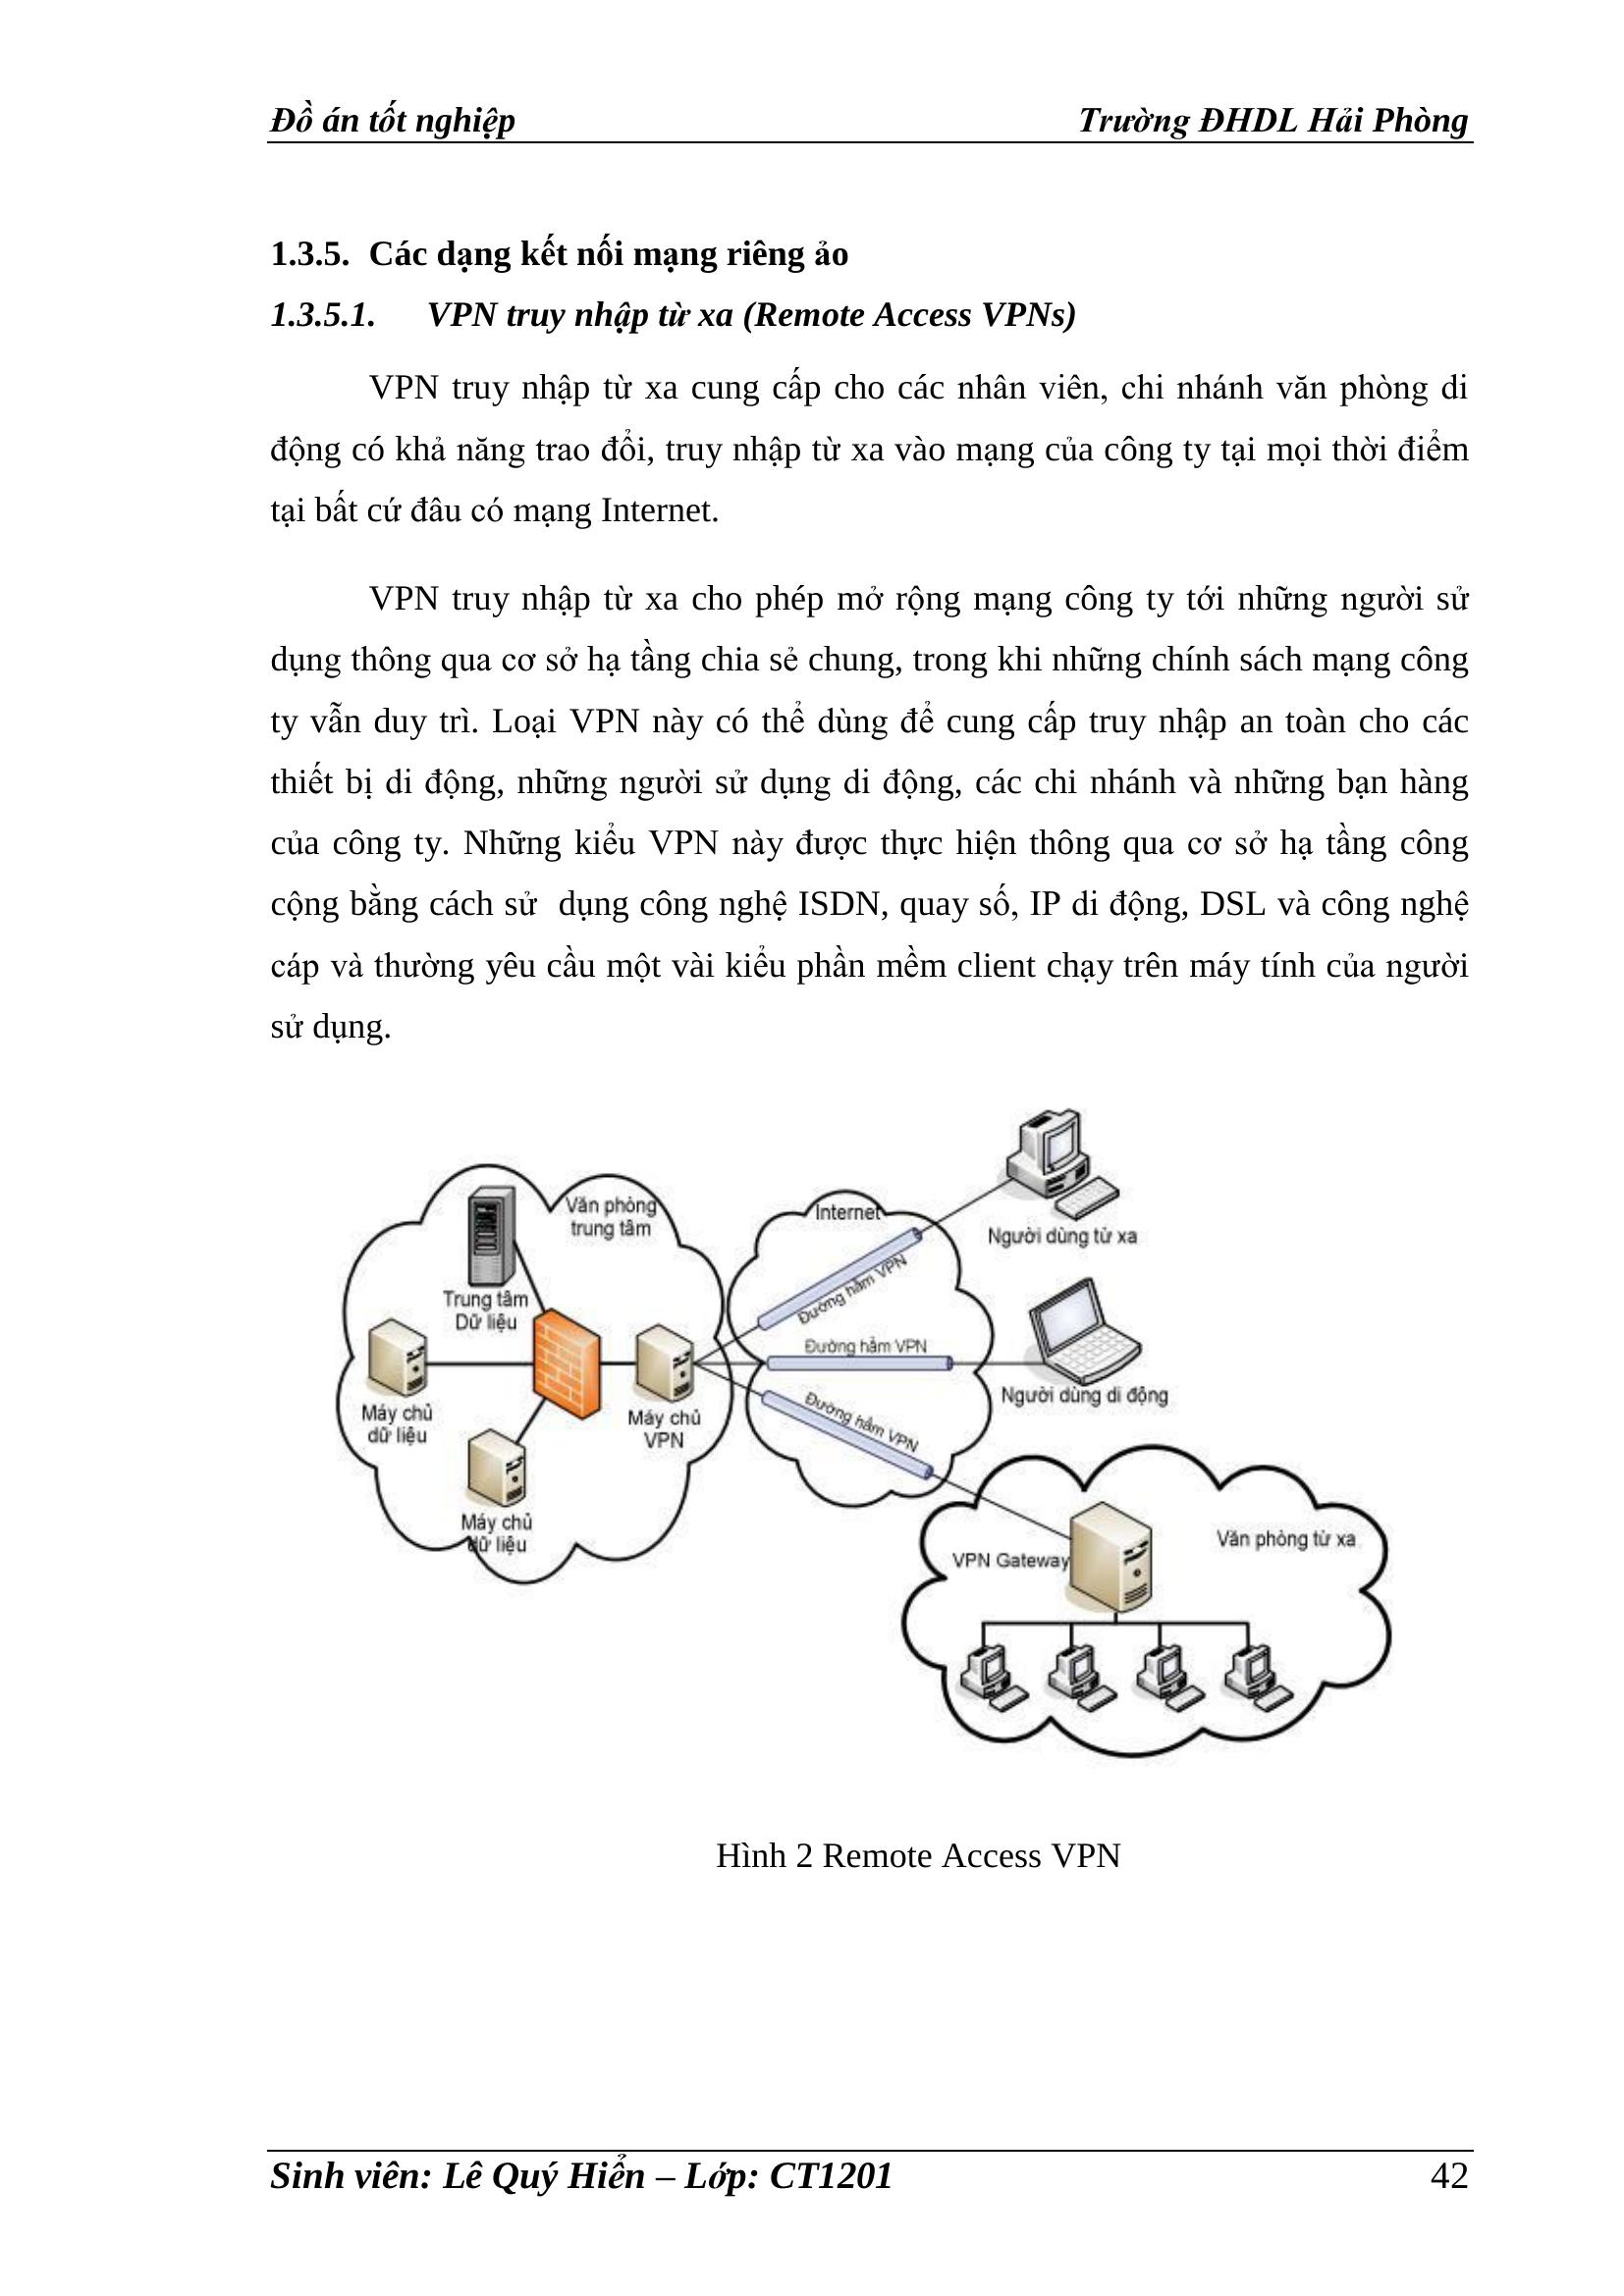 Đồ án tốt nghiệp Trường ĐHDL Hải Phòng
1.3.5. Các dạng kết nối mạng riêng ảo
1.3.5.1. VPN truy nhập từ xa (Remote Access VPNs)
VPN truy nhập từ xa cung cấp cho các nhân viên, chi nhánh văn phòng di
động có khả năng trao đổi, truy nhập từ xa vào mạng của công ty tại mọi thời điểm
tại bất cứ đâu có mạng Internet.
VPN truy nhập từ xa cho phép mở rộng mạng công ty tới những người sử
dụng thông qua cơ sở hạ tầng chia sẻ chung, trong khi những chính sách mạng công
ty vẫn duy trì. Loại VPN này có thể dùng để cung cấp truy nhập an toàn cho các
thiết bị di động, những người sử dụng di động, các chi nhánh và những bạn hàng
của công ty. Những kiểu VPN này được thực hiện thông qua cơ sở hạ tầng công
cộng bằng cách sử dụng công nghệ ISDN, quay số, IP di động, DSL và công nghệ
cáp và thường yêu cầu một vài kiểu phần mềm client chạy trên máy tính của người
sử dụng.
Văn phòng
trung tâm
Internet
Người dùng từ xa
Đường hầm VPN
Trung tâm
Dữ liệu
Đường hầm VPN
Người dùng di động
Máy chủ
dữ liệu
Máy chủ
VPN
Đường hầm VPN
Máy chủ
dữ liệu
VPN Gateway
Văn phòng từ xa
Hình 2 Remote Access VPN
Sinh viên: Lê Quý Hiển – Lớp: CT1201 42